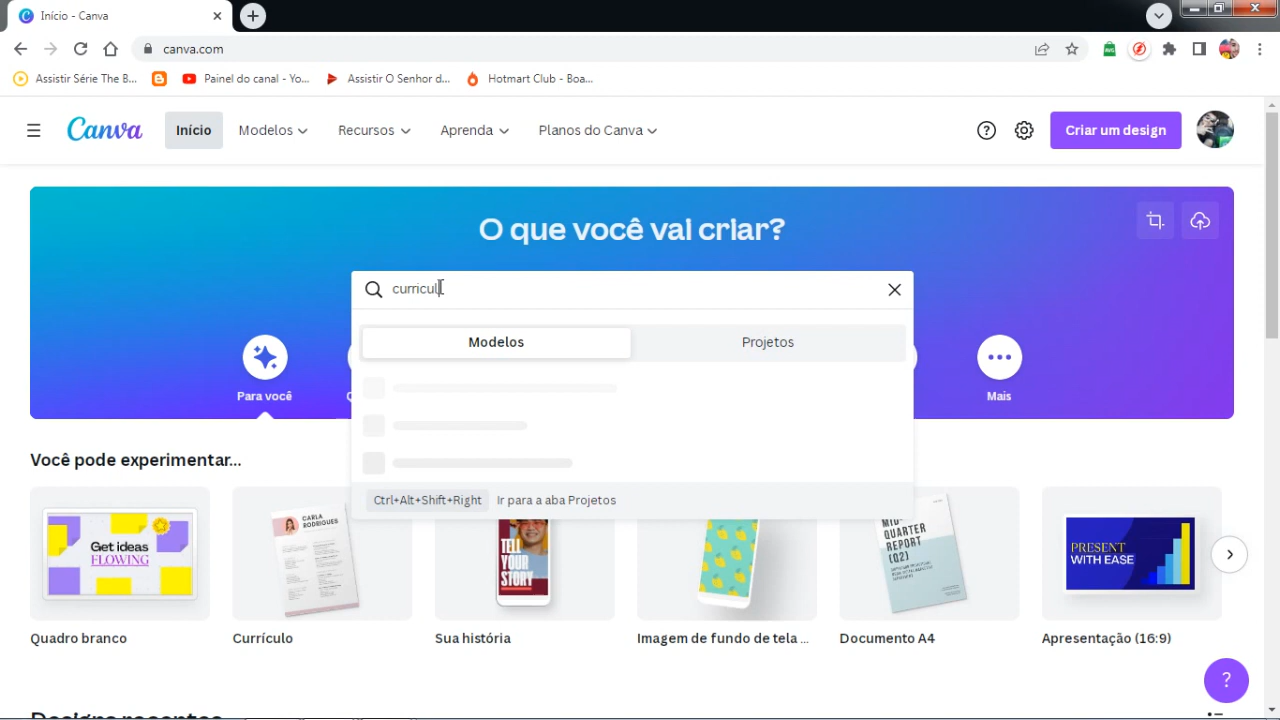 Início - Canva
canva.com
Assistir Série The B...
Painel do canal - Yo...
Assistir O Senhor d...
Hotmart Club - Boa...
Canva
Início
Modelos
Recursos
Aprenda
Planos do Canva
Criar um design
O que você vai criar?
curricul
Modelos
Projetos
Para você
Mais
Ctrl+Alt+Shift+Right
Ir para a aba Projetos
Você pode experimentar...
Get ideas
FLOWING
CARLA
RODRIGUES
TELL
YOUR
STORY
MID-
QUARTER
REPORT
(Q2)
PRESENT
WITH EASE
Quadro branco
Currículo
Sua história
Imagem de fundo de tela ...
Documento A4
Apresentação (16:9)
?
Designs recentes